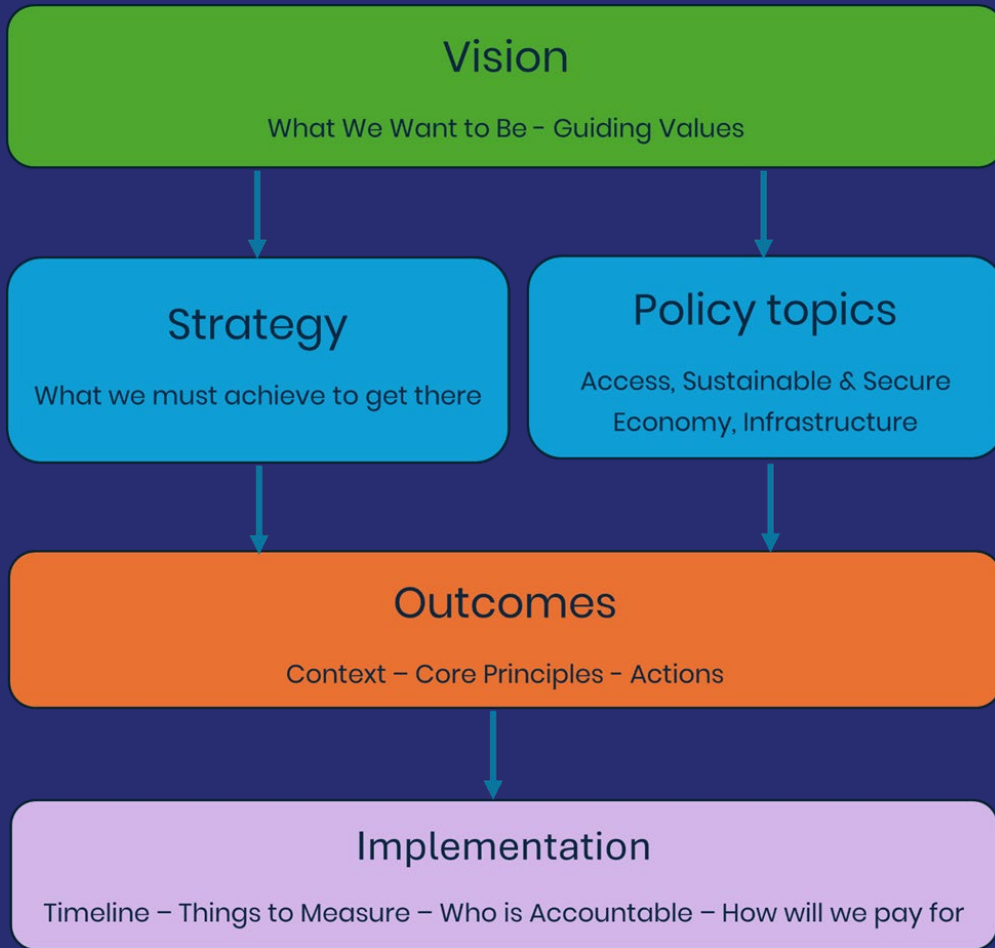 Vision
What We Want to Be - Guiding Values
Strategy
What we must achieve to get there
Policy topics
Access, Sustainable & Secure
Economy, Infrastructure
Outcomes
Context – Core Principles - Actions
Implementation
Timeline – Things to Measure – Who is Accountable – How will we pay for